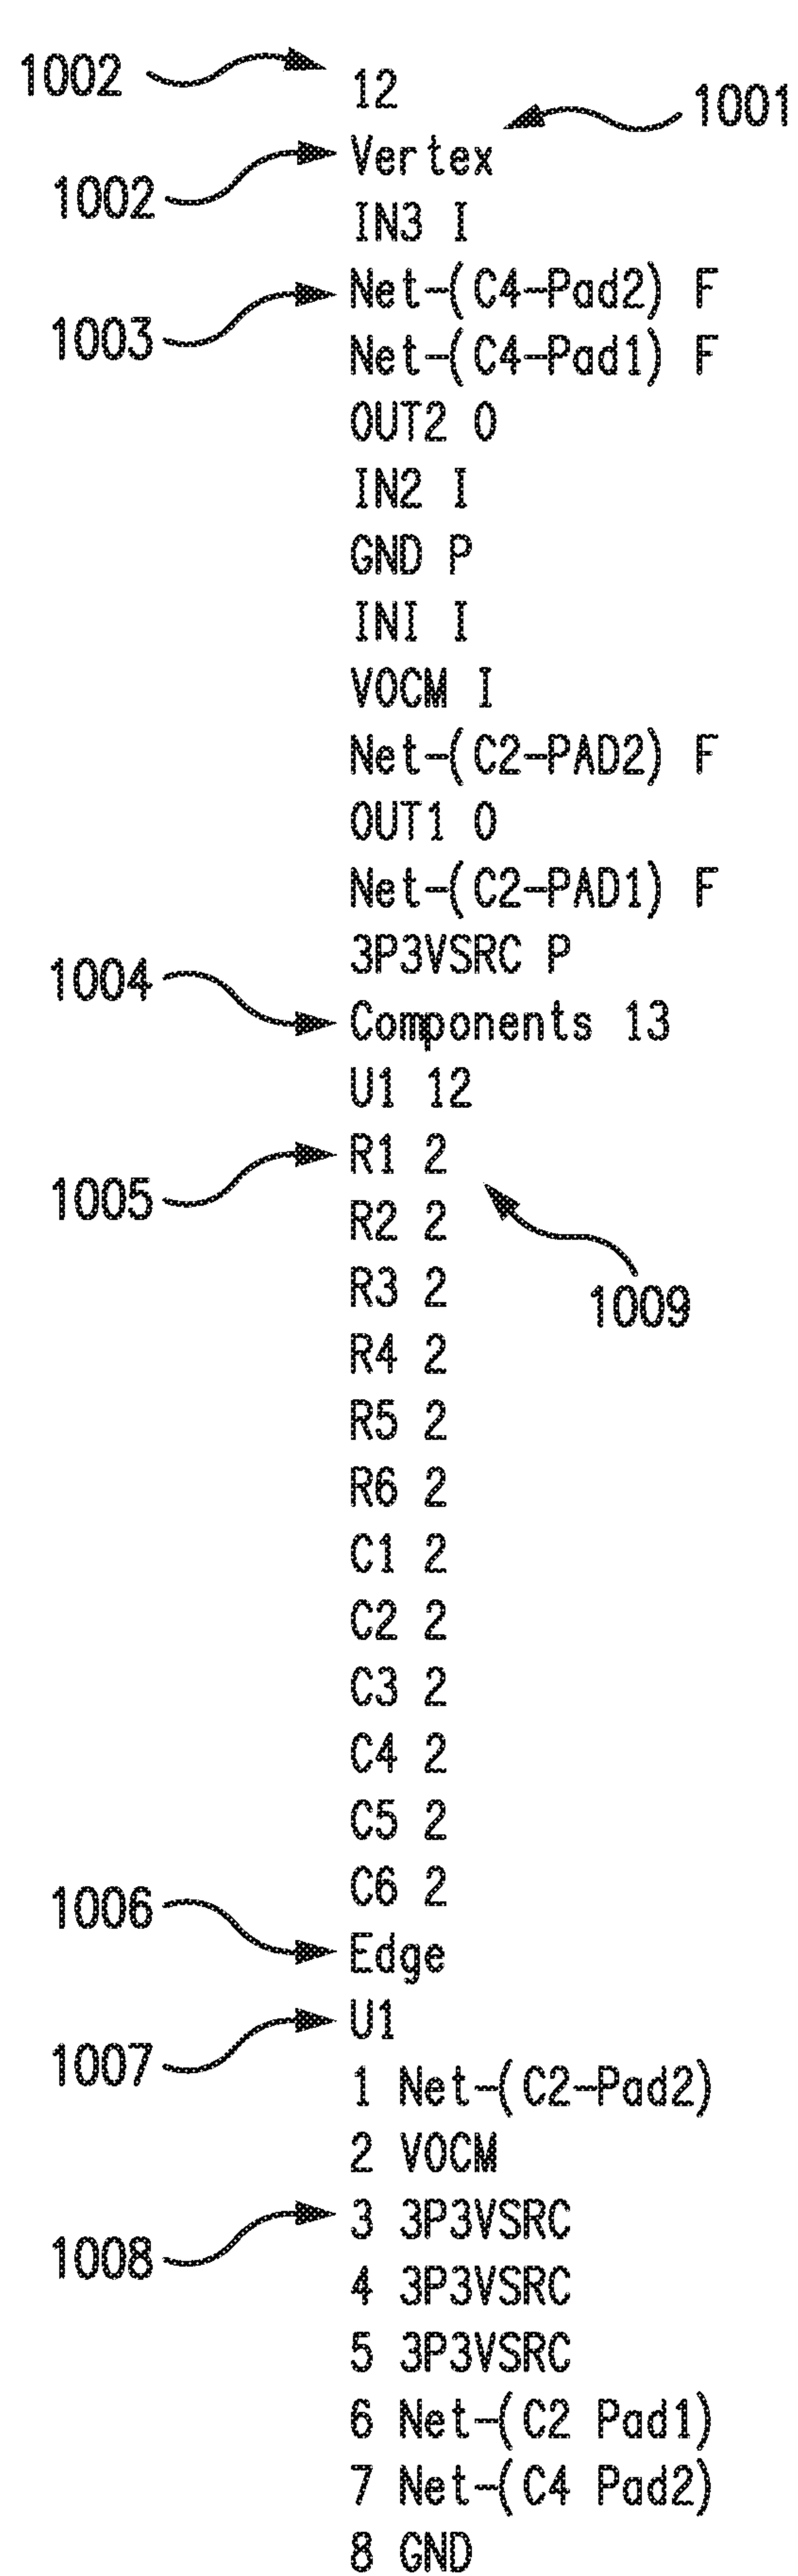 1002
12
1001
1002
Vertex
IN3 I
1003
Net-(C4-Pad2) F
Net-(C4-Pad1) F
OUT2 O
IN2 I
GND P
INI I
VOCM I
Net-(C2-PAD2) F
OUT1 O
Net-(C2-PAD1) F
3P3VSRC P
1004
Components 13
U1 12
1005
R1 2
R2 2
1009
R3 2
R4 2
R5 2
R6 2
C1 2
C2 2
C3 2
C4 2
C5 2
C6 2
1006
Edge
1007
U1
1 Net-(C2-Pad2)
2 VOCM
1008
3 3P3VSRC
4 3P3VSRC
5 3P3VSRC
6 Net-(C2 Pad1)
7 Net-(C4 Pad2)
8 GND